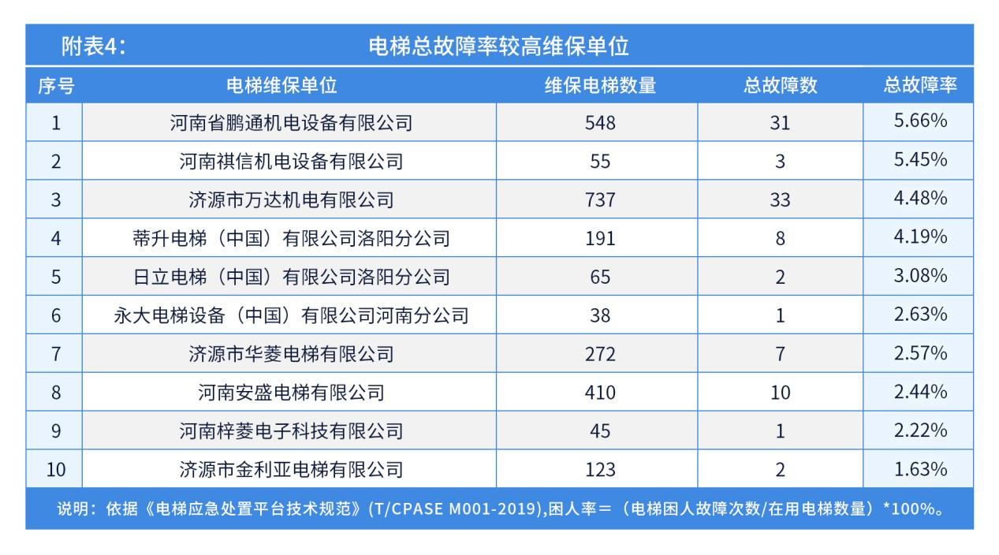 附表4： 电梯总故障率较高维保单位
序号 电梯维保单位 维保电梯数量 总故障数 总故障率
1 河南省鹏通机电设备有限公司 548 31 5.66%
2 河南祺信机电设备有限公司 55 3 5.45%
3 济源市万达机电有限公司 737 33 4.48%
4 蒂升电梯（中国）有限公司洛阳分公司 191 8 4.19%
5 日立电梯（中国）有限公司洛阳分公司 65 2 3.08%
6 永大电梯设备（中国）有限公司河南分公司 38 1 2.63%
7 济源市华菱电梯有限公司 272 7 2.57%
8 河南安盛电梯有限公司 410 10 2.44%
9 河南梓菱电子科技有限公司 45 1 2.22%
10 济源市金利亚电梯有限公司 123 2 1.63%
说明：依据《电梯应急处置平台技术规范》(T/CPASE M001-2019),困人率＝（电梯困人故障次数/在用电梯数量）*100%。